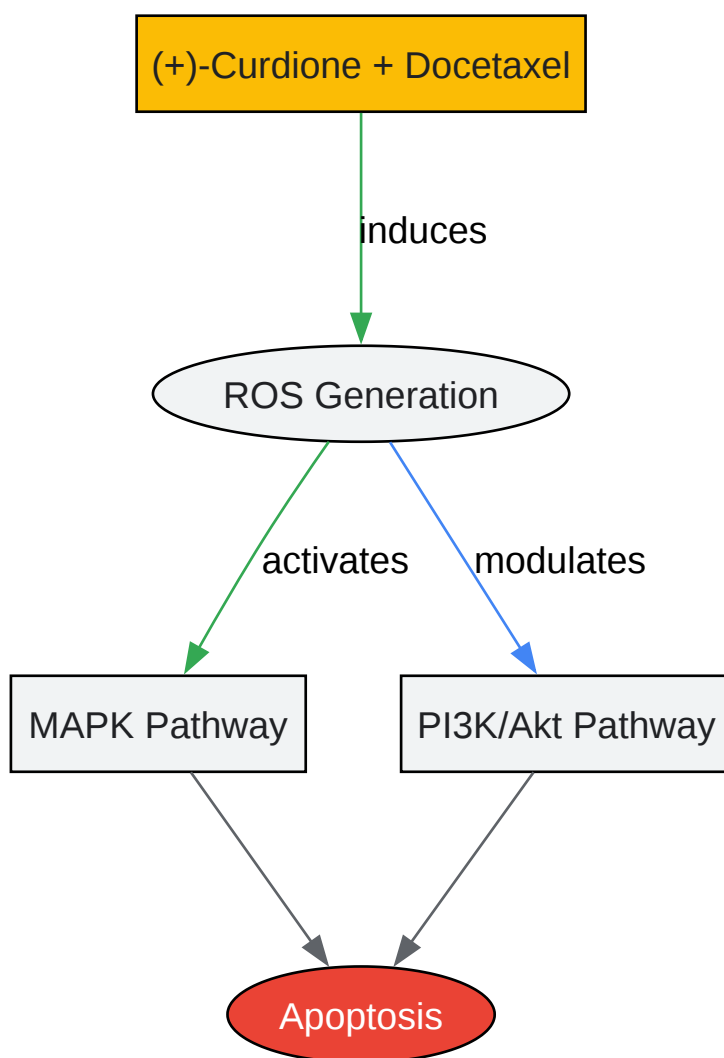 (+)-Curdione + Docetaxel
induces
ROS Generation
activates
modulates
MAPK Pathway
PI3K/Akt Pathway
Apoptosis